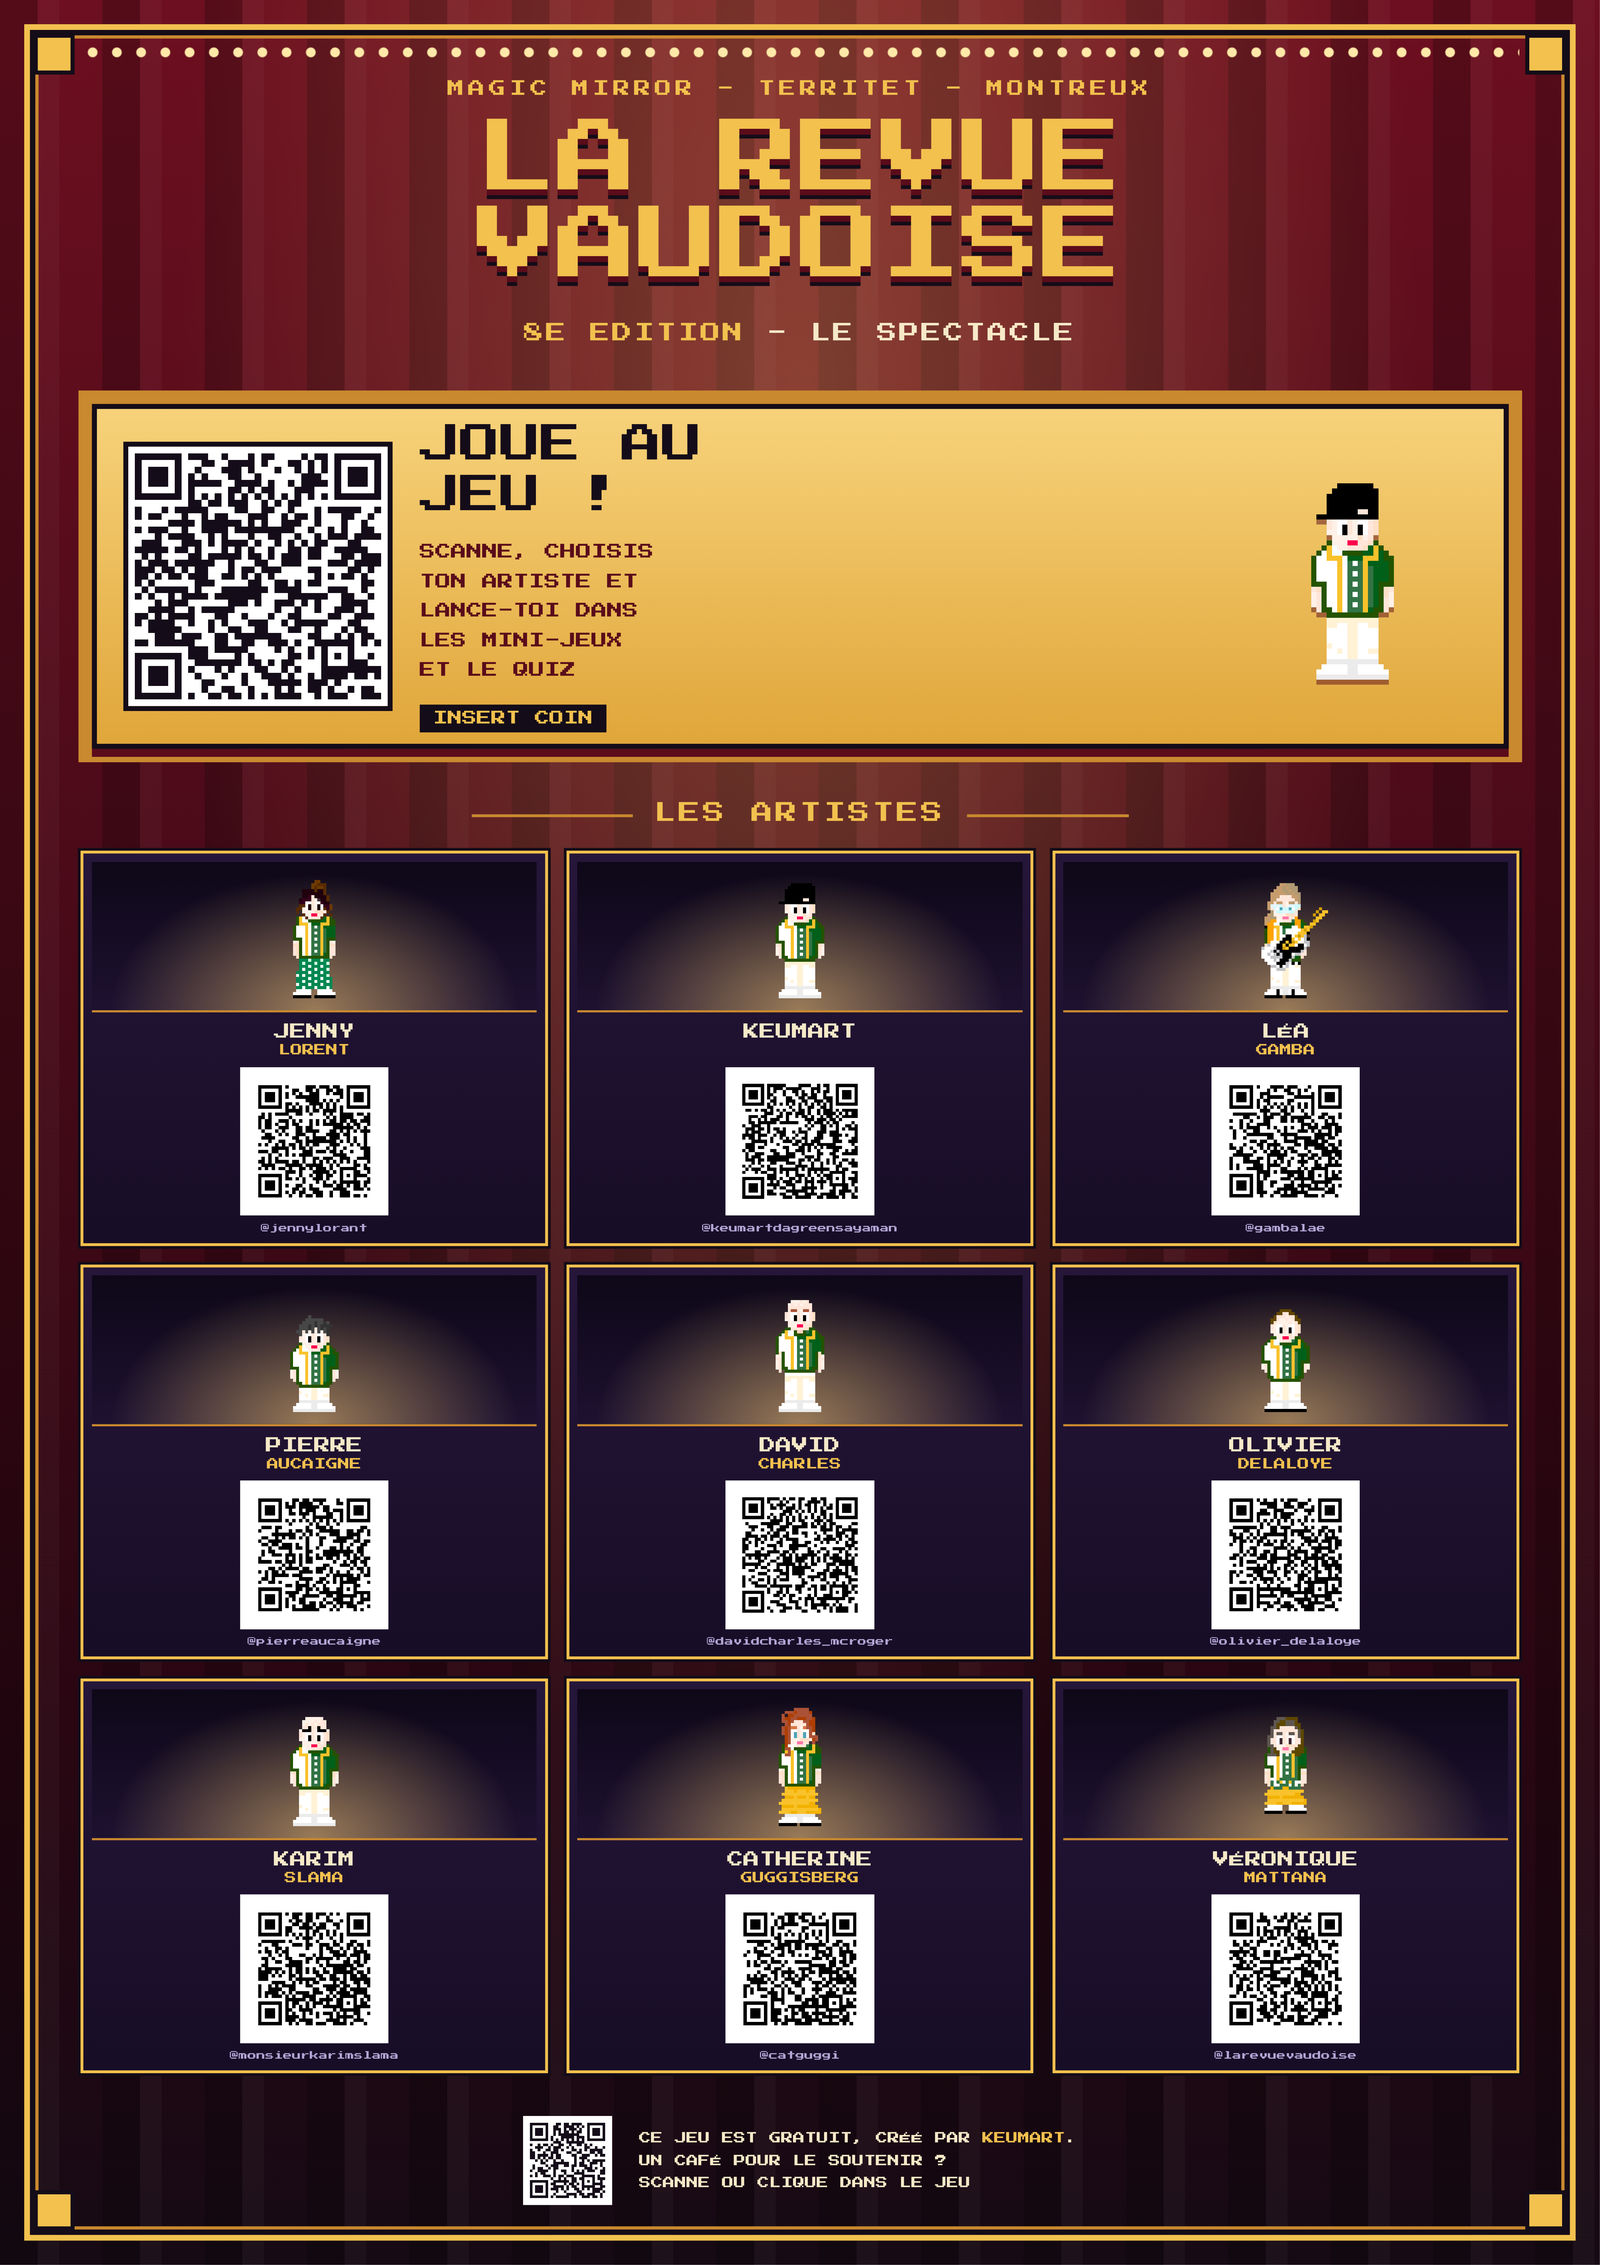 MAGIC MIRROR - TERRITET - MONTREUX
LA REVUE
VAUDOISE
8E EDITION - LE SPECTACLE
JOUE AU
JEU !
SCANNE, CHOISIS
TON ARTISTE ET
LANCE-TOI DANS
LES MINI-JEUX
ET LE QUIZ
INSERT COIN
LES ARTISTES
JENNY
LORENT
@jennylorant
KEUMART
@keumartdagreensayaman
LÉA
GAMBA
@gambalae
PIERRE
AUCAIGNE
@pierreaucaigne
DAVID
CHARLES
@davidcharles_mcroger
OLIVIER
DELALOYE
@olivier_delaloye
KARIM
SLAMA
@monsieurkarimslama
CATHERINE
GUGGISBERG
@catguggi
VÉRONIQUE
MATTANA
@larevuevaudoise
CE JEU EST GRATUIT, CRÉÉ PAR KEUMART.
UN CAFÉ POUR LE SOUTENIR ?
SCANNE OU CLIQUE DANS LE JEU